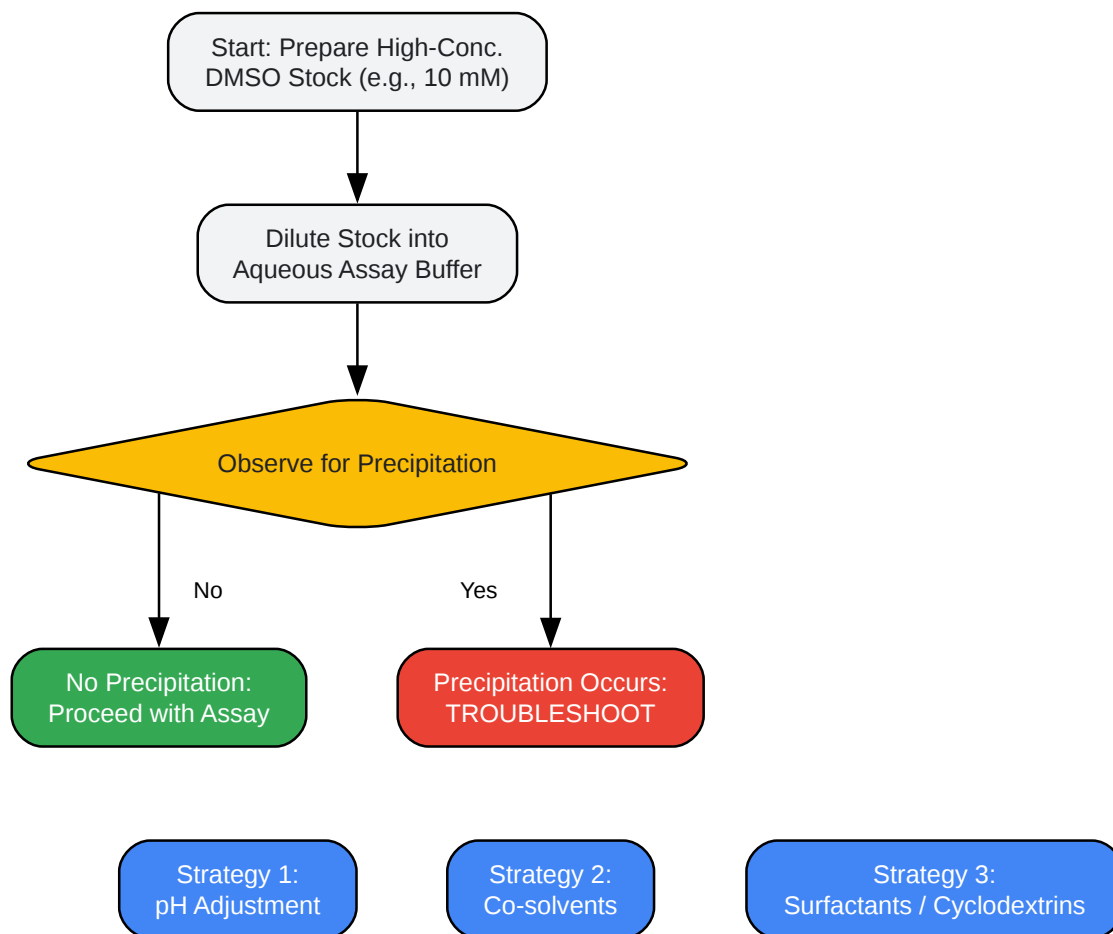 Start: Prepare High-Conc.
DMSO Stock (e.g., 10 mM)
Dilute Stock into
Aqueous Assay Buffer
Observe for Precipitation
No
Yes
No Precipitation:
Proceed with Assay
Precipitation Occurs:
TROUBLESHOOT
Strategy 1:
pH Adjustment
Strategy 2:
Co-solvents
Strategy 3:
Surfactants / Cyclodextrins